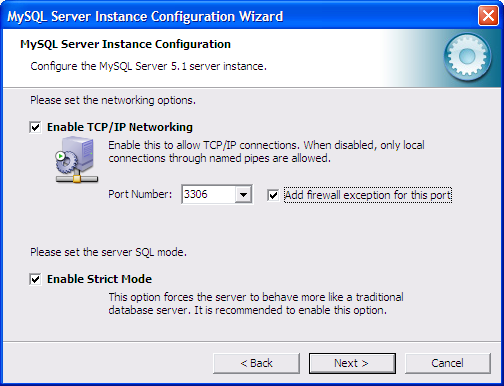 MySQL Server Instance Configuration Wizard
MySQL Server Instance Configuration
Configure the MySQL Server 5.1 server instance.
Please set the networking options.
Enable TCP/IP Networking
Enable this to allow TCP/IP connections. When disabled, only local
connections through named pipes are allowed.
Port Number: 3306 Add firewall exception for this port
Please set the server SQL mode.
Enable Strict Mode
This option forces the server to behave more like a traditional
database server. It is recommended to enable this option.
< Back Next > Cancel